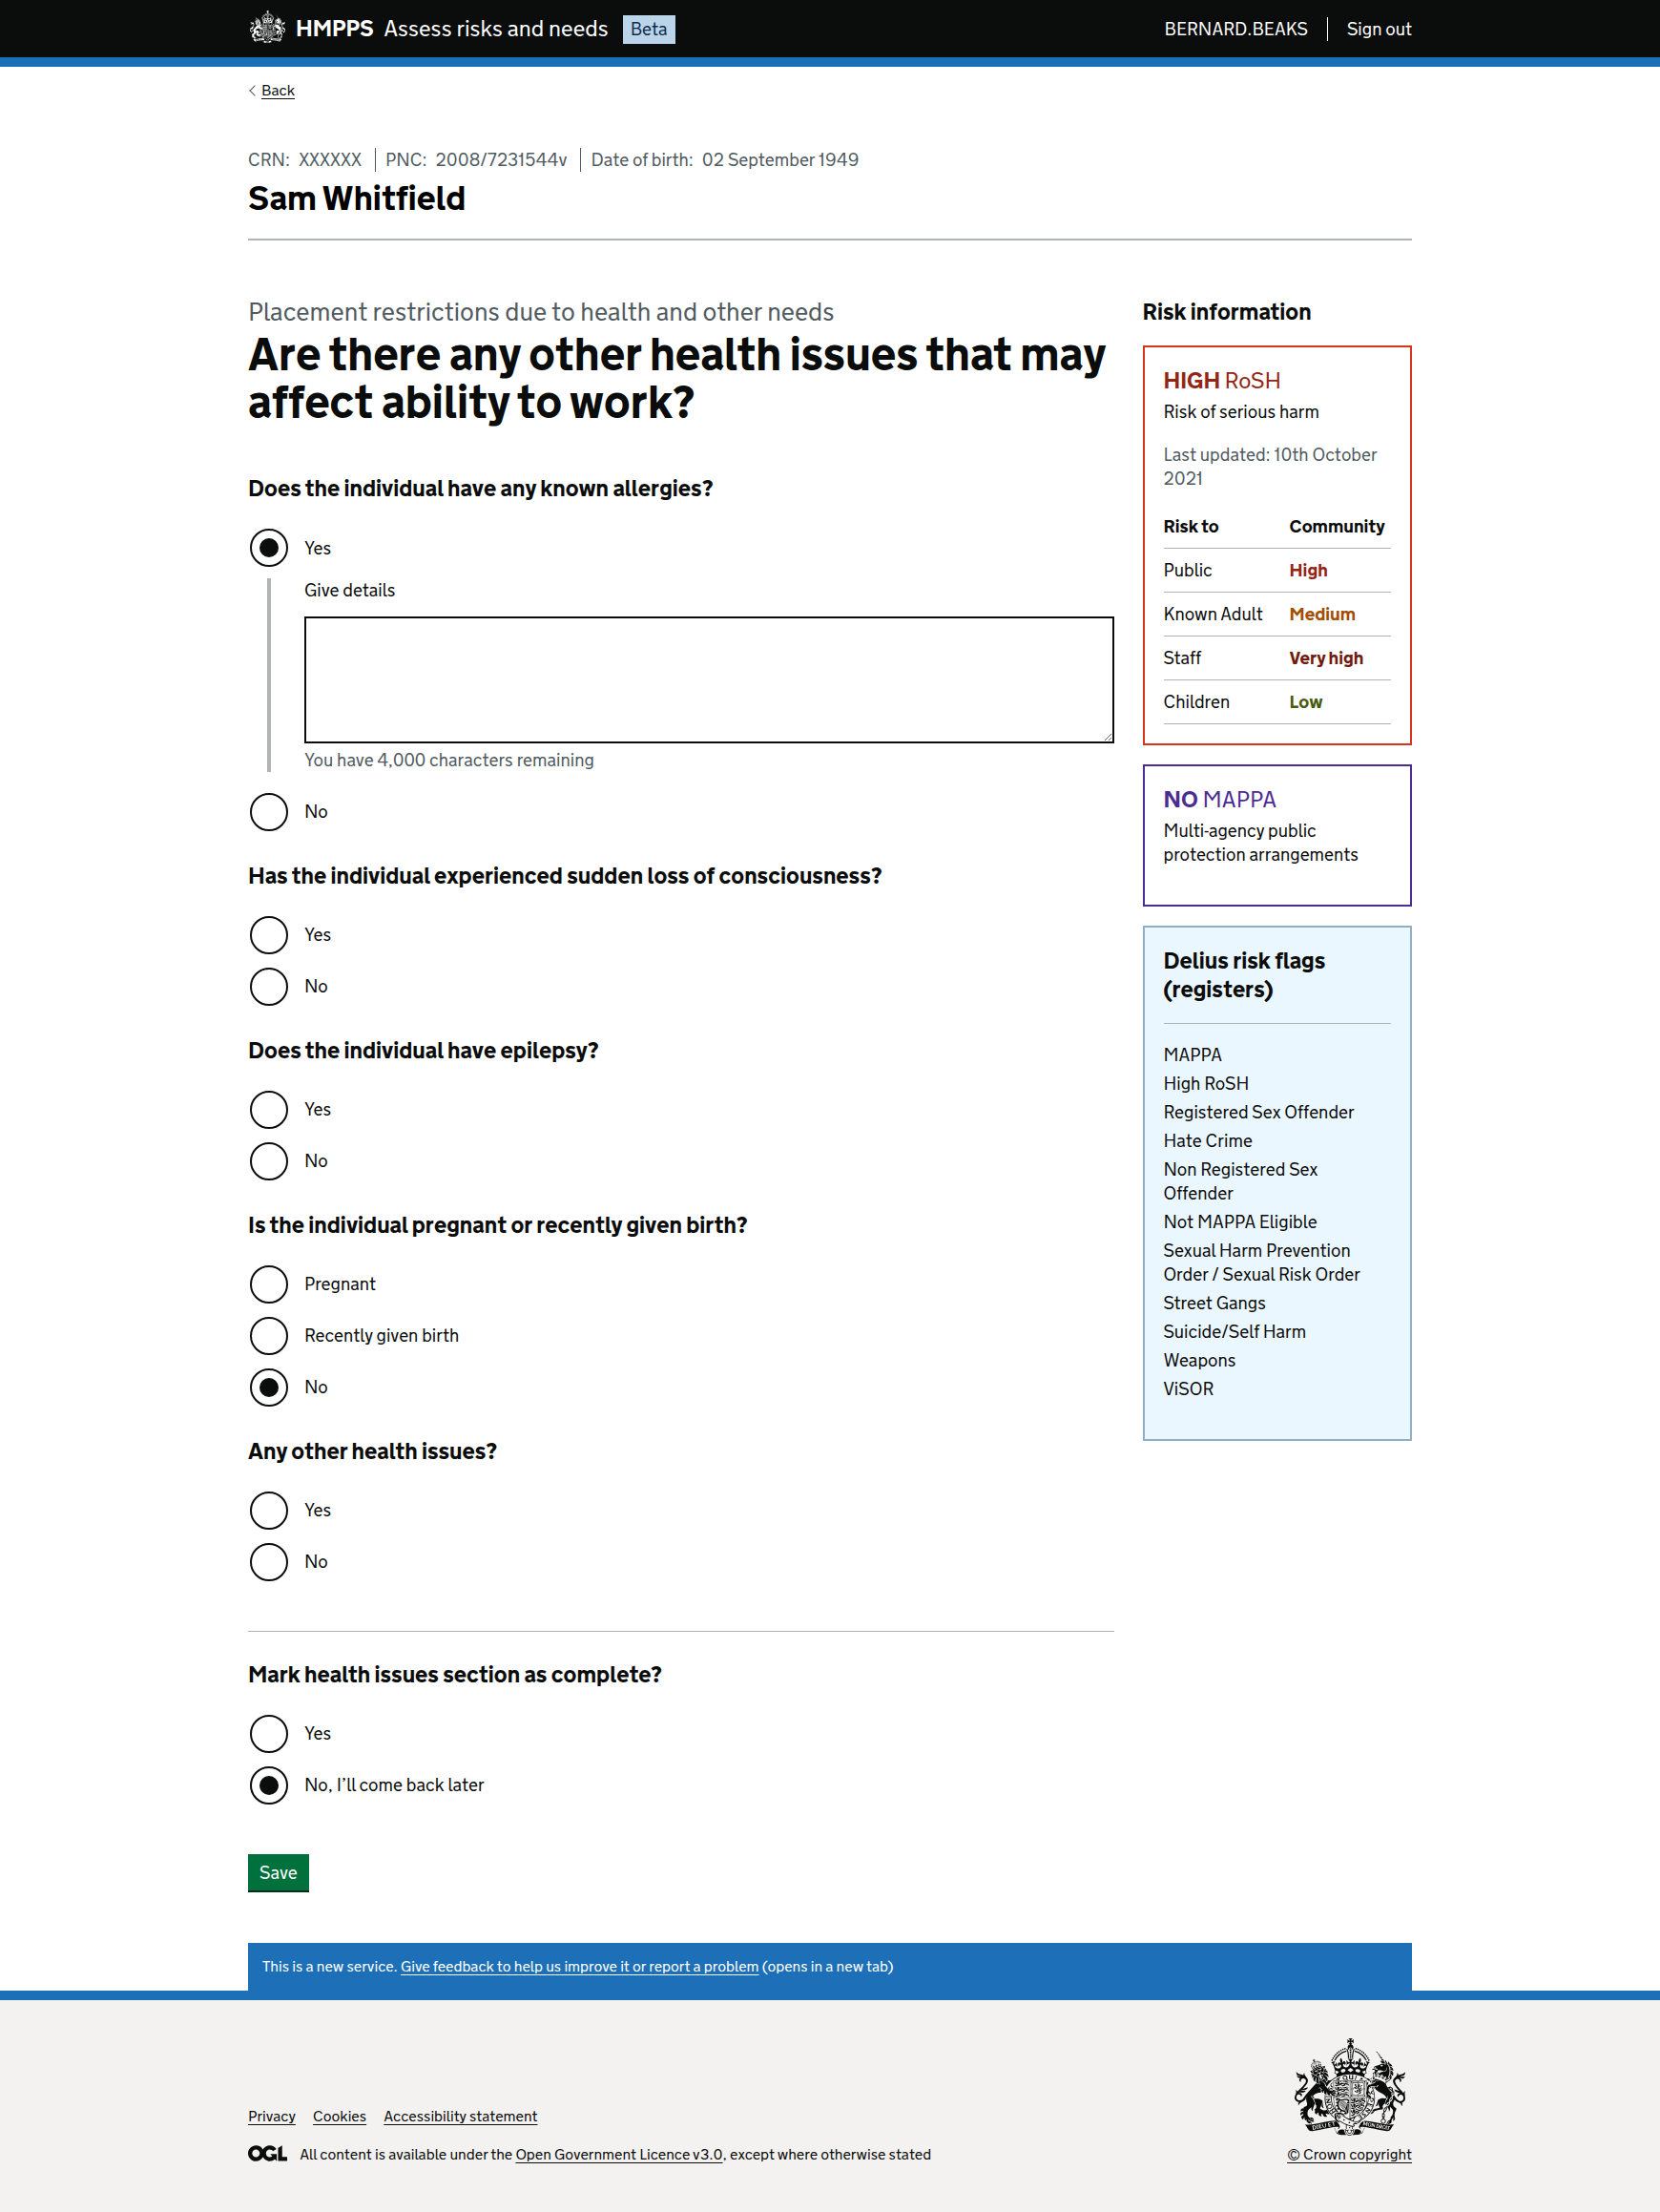 HMPPS Assess risks and needs Beta
BERNARD.BEAKS Sign out
Back
CRN: XXXXXX PNC: 2008/7231544v Date of birth: 02 September 1949
Sam Whitfield
Placement restrictions due to health and other needs
Are there any other health issues that may
affect ability to work?
Does the individual have any known allergies?
Yes
Give details
You have 4,000 characters remaining
No
Has the individual experienced sudden loss of consciousness?
Yes
No
Does the individual have epilepsy?
Yes
No
Is the individual pregnant or recently given birth?
Pregnant
Recently given birth
No
Any other health issues?
Yes
No
Mark health issues section as complete?
Yes
No, I’ll come back later
Save
Risk information
HIGH RoSH
Risk of serious harm
Last updated: 10th October
2021
Risk to Community
Public High
Known Adult Medium
Staff Very high
Children Low
NO MAPPA
Multi-agency public
protection arrangements
Delius risk flags
(registers)
MAPPA
High RoSH
Registered Sex Offender
Hate Crime
Non Registered Sex
Offender
Not MAPPA Eligible
Sexual Harm Prevention
Order / Sexual Risk Order
Street Gangs
Suicide/Self Harm
Weapons
ViSOR
This is a new service. Give feedback to help us improve it or report a problem (opens in a new tab)
Privacy Cookies Accessibility statement
OGL All content is available under the Open Government Licence v3.0, except where otherwise stated
© Crown copyright